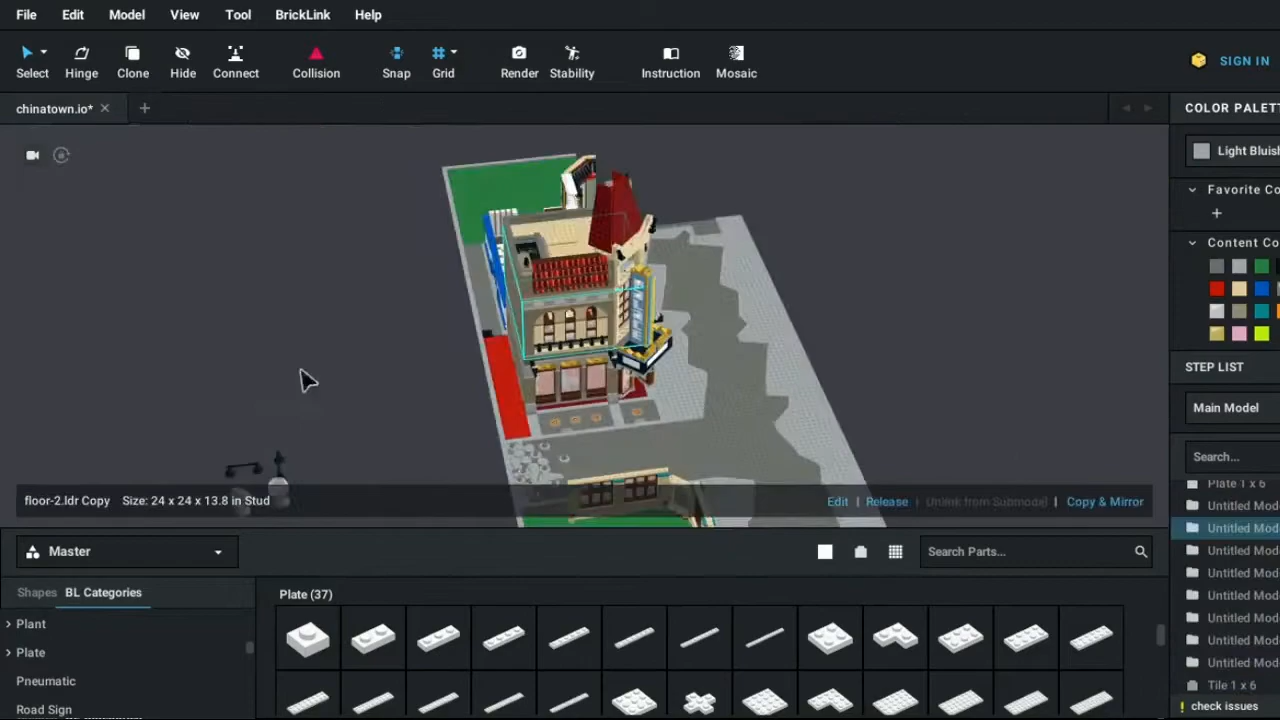 File Edit Model View Tool BrickLink Help
Select Hinge Clone Hide Connect Collision Snap Grid Render Stability Instruction Mosaic SIGN IN
chinatown.io*
COLOR PALETT
Light Bluish
Favorite Co
Content Co
STEP LIST
Main Model
Search...
Plate 1 x 6
Untitled Mod
Untitled Mod
Untitled Mod
Untitled Mod
Untitled Mod
Untitled Mod
Untitled Mod
Untitled Mod
Tile 1 x 6
check issues
floor-2.ldr Copy Size: 24 x 24 x 13.8 in Stud Edit | Release | Unlink from Submodel | Copy & Mirror
Master Search Parts...
Shapes BL Categories
Plate (37)
Plant
Plate
Pneumatic
Road Sign